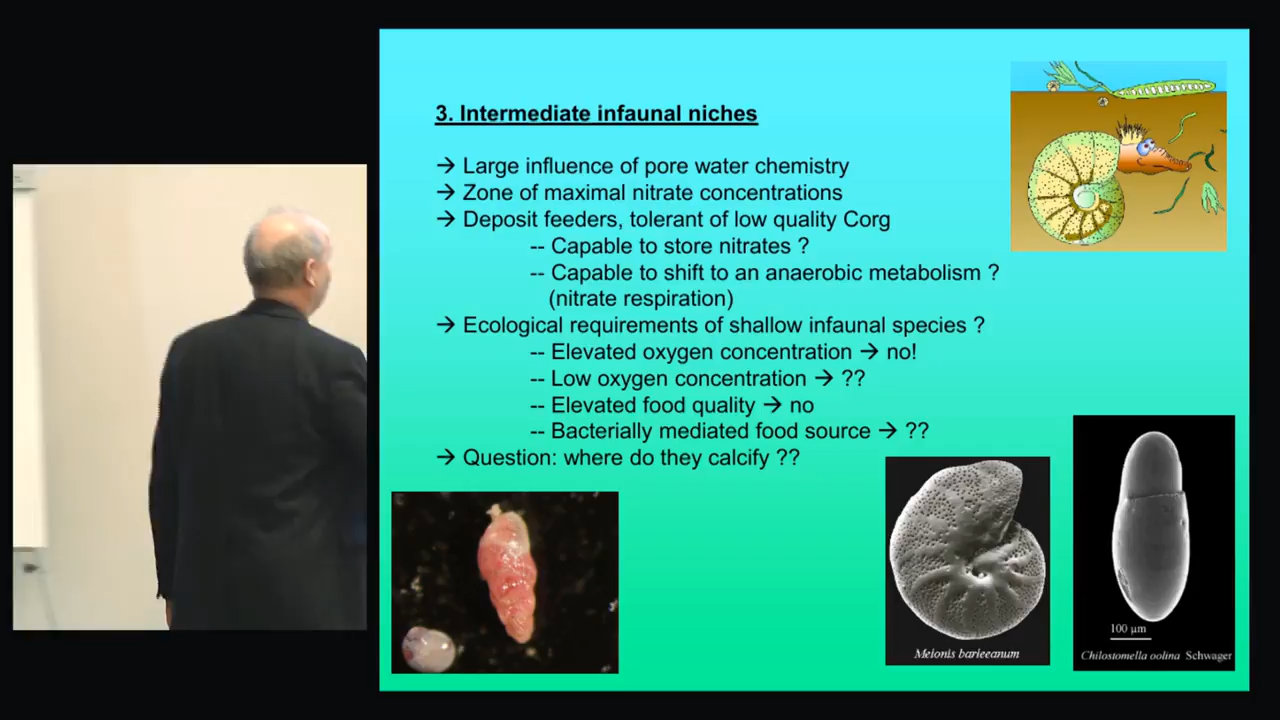 3. Intermediate infaunal niches
→ Large influence of pore water chemistry
→ Zone of maximal nitrate concentrations
→ Deposit feeders, tolerant of low quality Corg
-- Capable to store nitrates ?
-- Capable to shift to an anaerobic metabolism ?
(nitrate respiration)
→ Ecological requirements of shallow infaunal species ?
-- Elevated oxygen concentration → no!
-- Low oxygen concentration → ??
-- Elevated food quality → no
-- Bacterially mediated food source → ??
→ Question: where do they calcify ??
Melonis barleeanum
100 µm
Chilostomella oolina Schwager